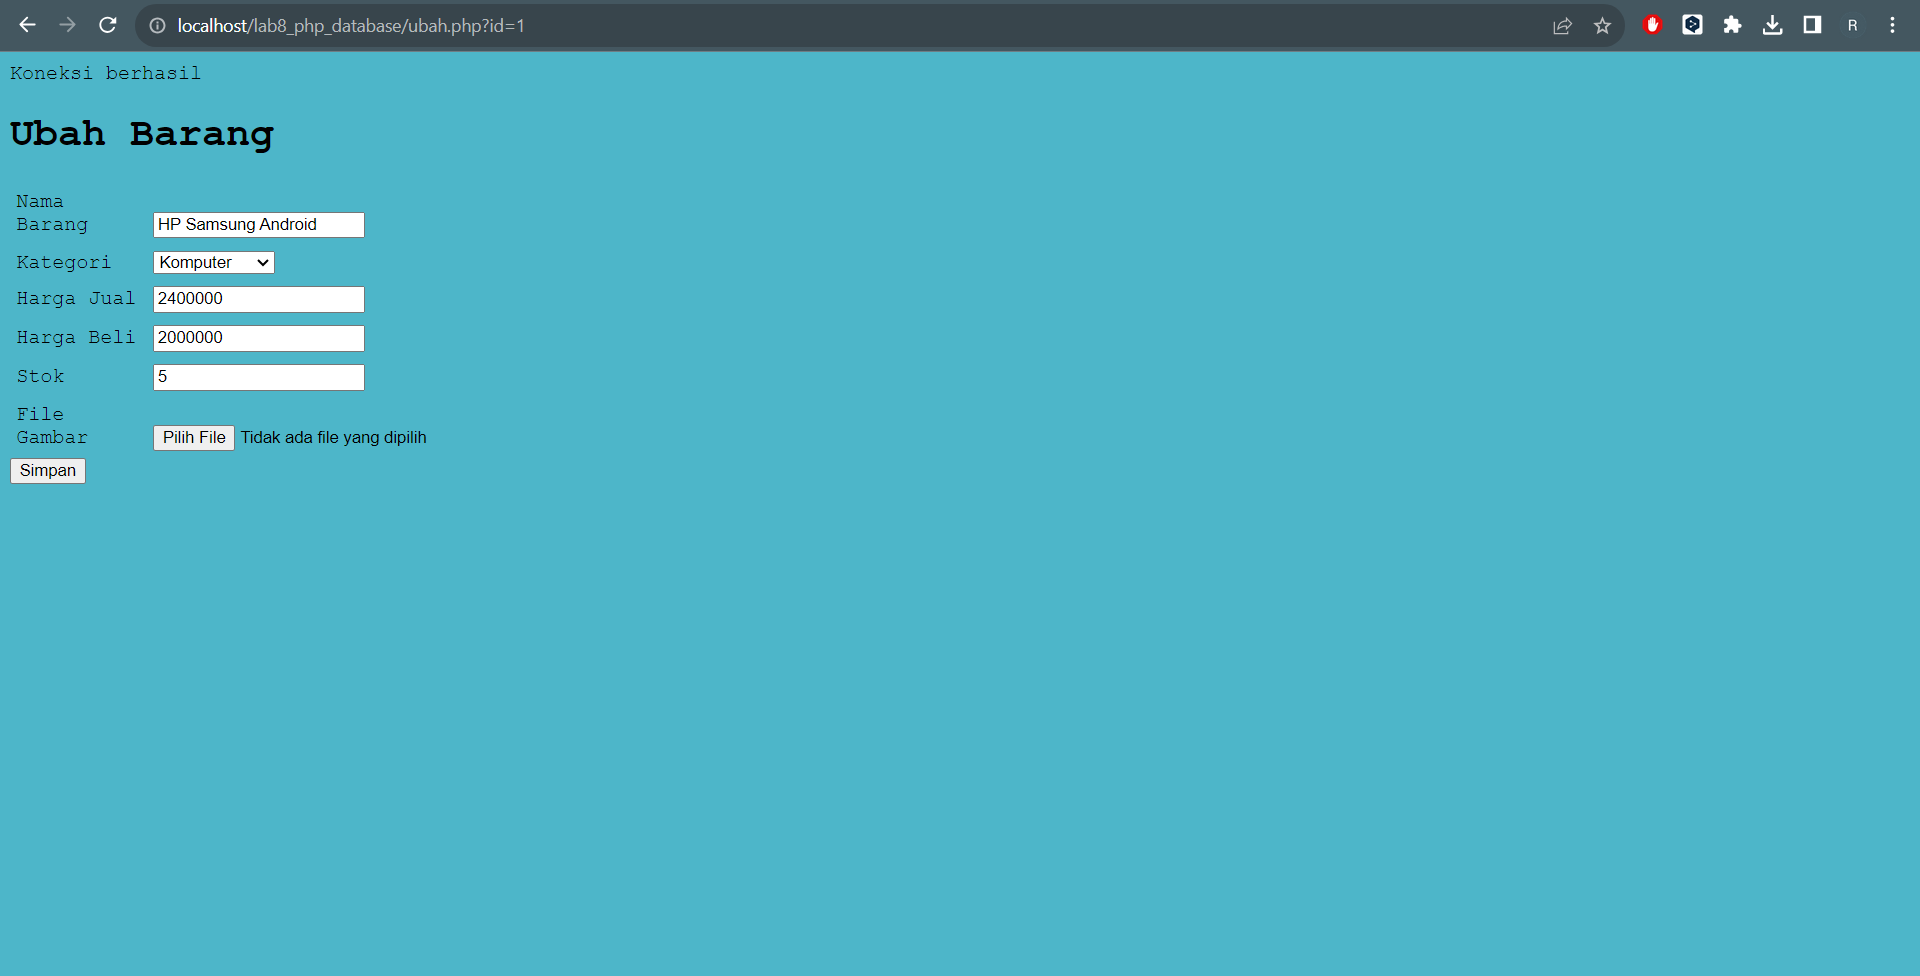 localhost/lab8_php_database/ubah.php?id=1
R
Koneksi berhasil
Ubah Barang
Nama
Barang HP Samsung Android
Kategori Komputer
Harga Jual 2400000
Harga Beli 2000000
Stok 5
File
Gambar Pilih File Tidak ada file yang dipilih
Simpan